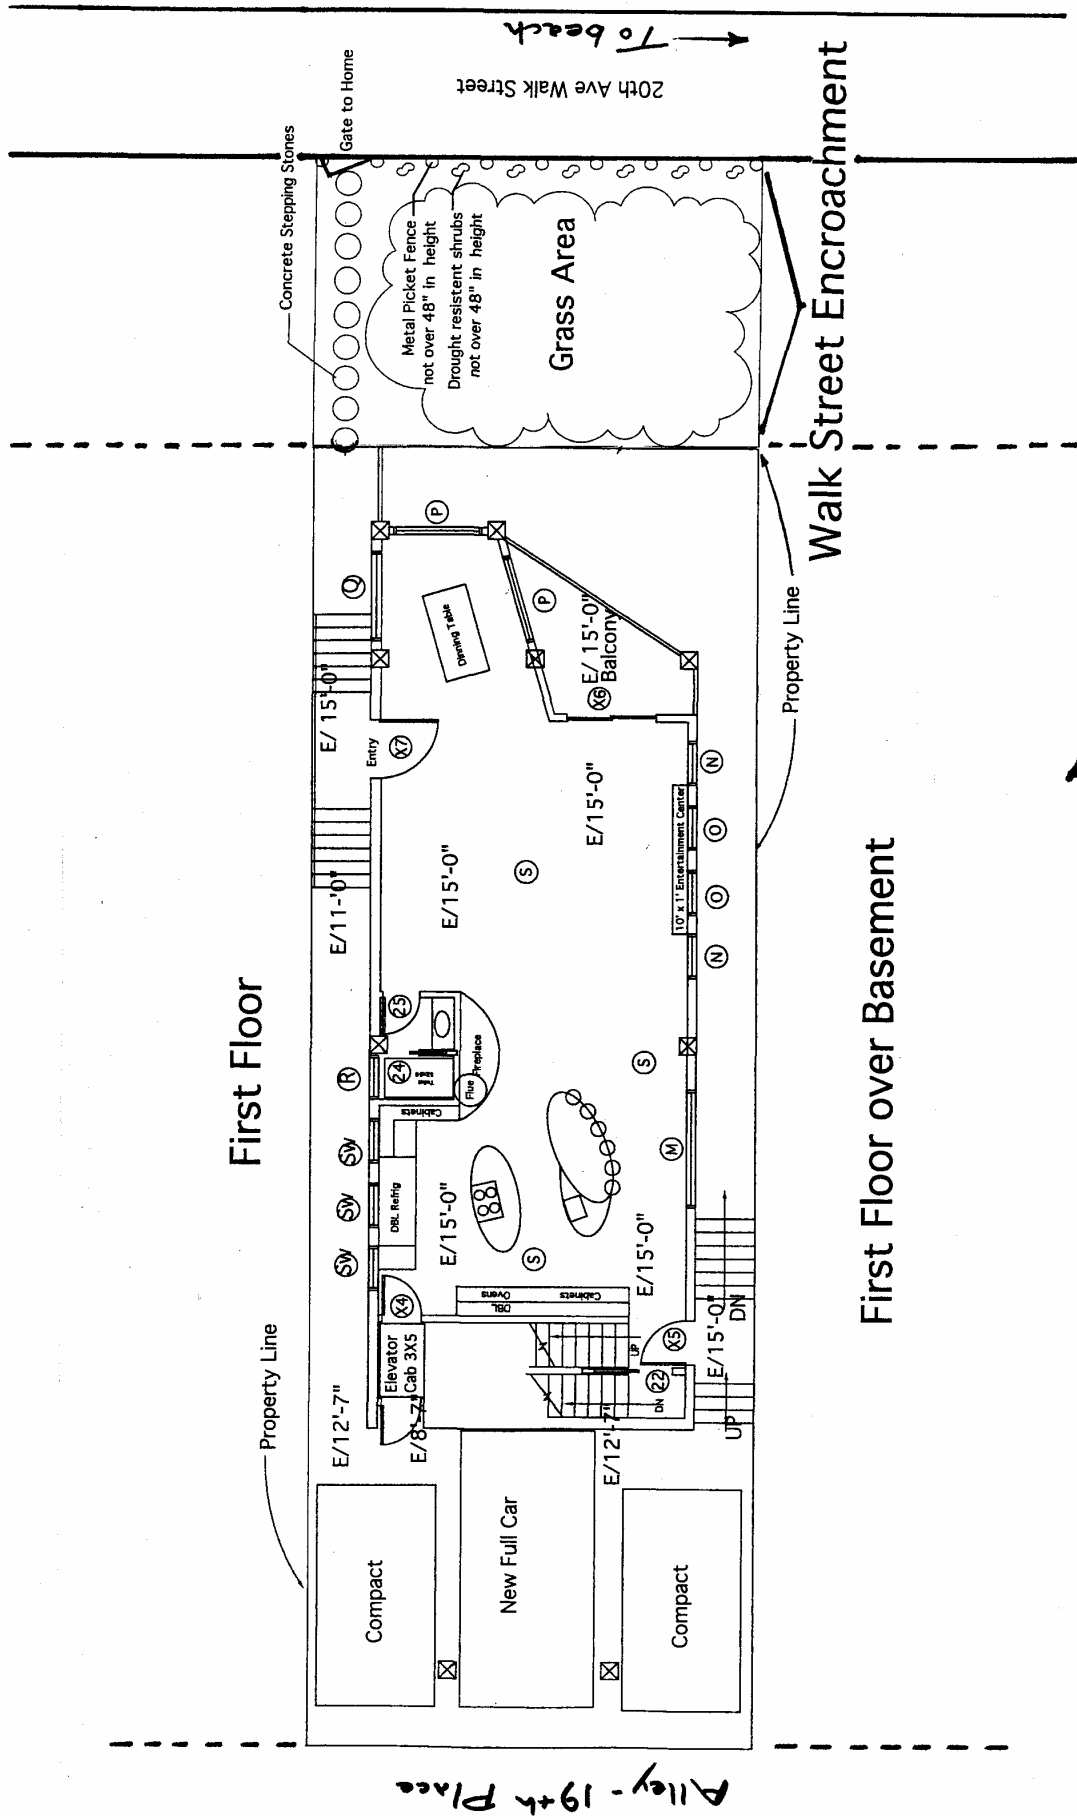 First Floor
Property Line
Concrete Stepping Stones
Gate to Home
To beach
20th Ave Walk Street
Metal Picket Fence
not over 48" in height
Drought resistent shrubs
not over 48" in height
Grass Area
Walk Street Encroachment
Property Line
E/12'-7"
E/11-'0"
E/ 15'-0"
SW
SW
SW
R
Q
P
P
Compact
New Full Car
Compact
Elevator
Cab 3X5
E/8'-7"
E/12'-7"
X4
DBL Refrig
Cabinets
24
25
Flue
Fireplace
Entry
X7
Dinning Table
E/ 15'-0"
Balcony
X6
E/15'-0"
E/15'-0"
E/15'-0"
E/15'-0"
S
S
S
DBL
Ovens
Cabinets
UP
DN
22
X5
E/15'-0"
UP
DN
M
N
O
O
N
10' x 1' Entertainment Center
First Floor over Basement
Alley - 19th Place